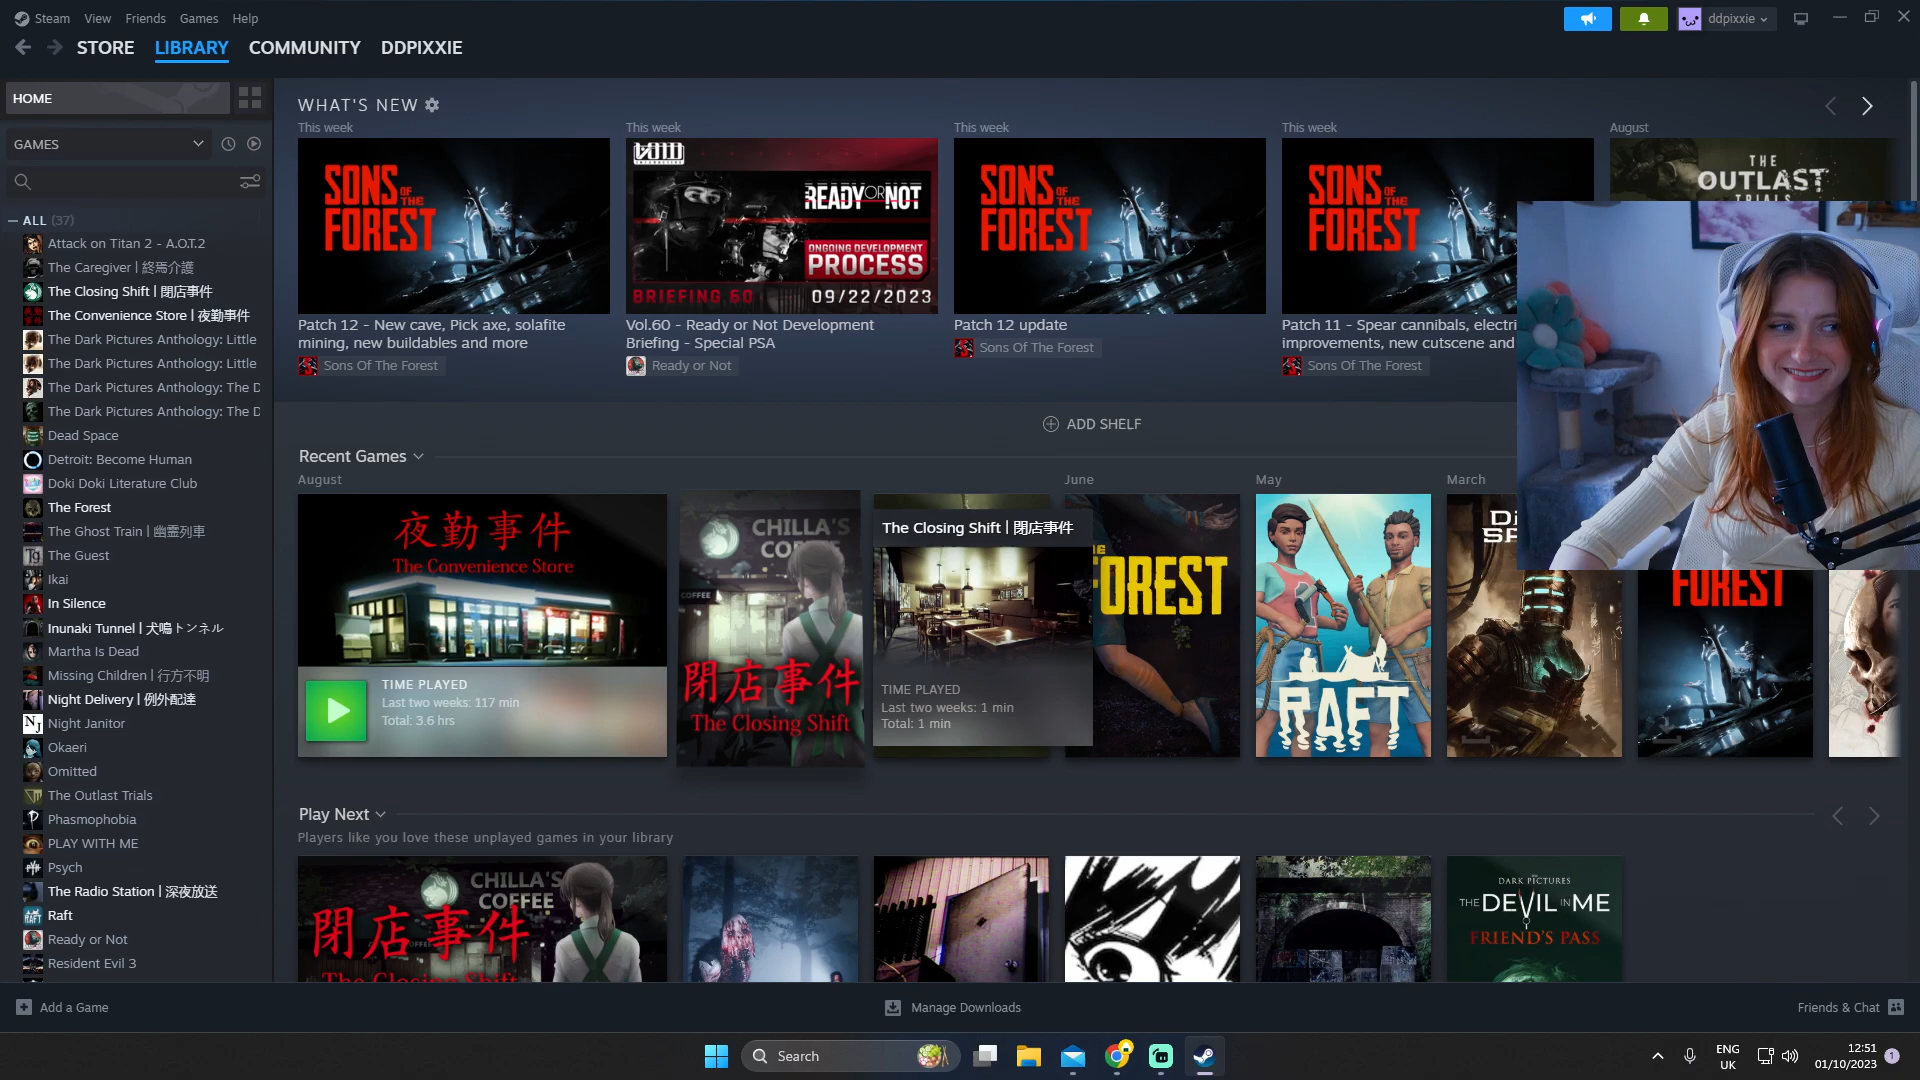 Steam View Friends Games Help
ddpixxie
STORE LIBRARY COMMUNITY DDPIXXIE
HOME
GAMES
ALL (37)
Attack on Titan 2 - A.O.T.2
The Caregiver | 終焉介護
The Closing Shift | 閉店事件
The Convenience Store | 夜勤事件
The Dark Pictures Anthology: Little
The Dark Pictures Anthology: Little
The Dark Pictures Anthology: The D
The Dark Pictures Anthology: The D
Dead Space
Detroit: Become Human
Doki Doki Literature Club
The Forest
The Ghost Train | 幽霊列車
The Guest
Ikai
In Silence
Inunaki Tunnel | 犬鳴トンネル
Martha Is Dead
Missing Children | 行方不明
Night Delivery | 例外配達
Night Janitor
Okaeri
Omitted
The Outlast Trials
Phasmophobia
PLAY WITH ME
Psych
The Radio Station | 深夜放送
Raft
Ready or Not
Resident Evil 3
WHAT'S NEW
This week
SONS OF THE FOREST
Patch 12 - New cave, Pick axe, solafite
mining, new buildables and more
Sons Of The Forest
This week
READY OR NOT
ONGOING DEVELOPMENT
PROCESS
BRIEFING 60 09/22/2023
Vol.60 - Ready or Not Development
Briefing - Special PSA
Ready or Not
This week
SONS OF THE FOREST
Patch 12 update
Sons Of The Forest
This week
SONS OF THE FOREST
Patch 11 - Spear cannibals, electri
improvements, new cutscene and
Sons Of The Forest
August
THE
OUTLAST
TRIALS
ADD SHELF
Recent Games
August
夜勤事件
The Convenience Store
TIME PLAYED
Last two weeks: 117 min
Total: 3.6 hrs
CHILLA'S
CO
COFFEE
閉店事件
The Closing Shift
The Closing Shift | 閉店事件
TIME PLAYED
Last two weeks: 1 min
Total: 1 min
June
FOREST
May
RAFT
March
FOREST
Play Next
Players like you love these unplayed games in your library
CHILLA'S
COFFEE
閉店事件
The Closing Shift
DARK PICTURES
THE DEVIL IN ME
FRIEND'S PASS
Add a Game
Manage Downloads
Friends & Chat
Search
ENG
UK
12:51
01/10/2023
1